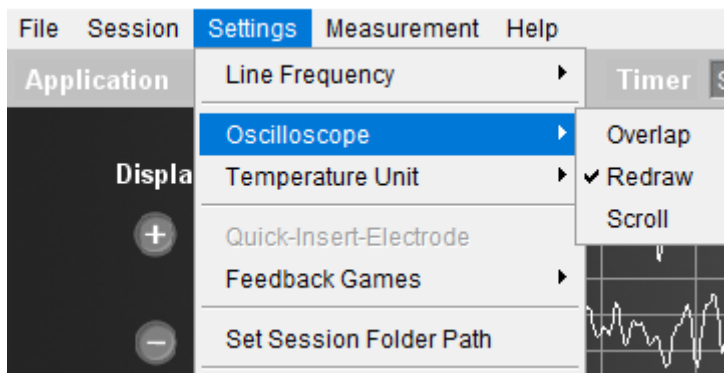 File Session Settings Measurement Help
Application
Timer
Line Frequency
Oscilloscope
Overlap
Displa
Temperature Unit
Redraw
Scroll
Quick-Insert-Electrode
Feedback Games
Set Session Folder Path